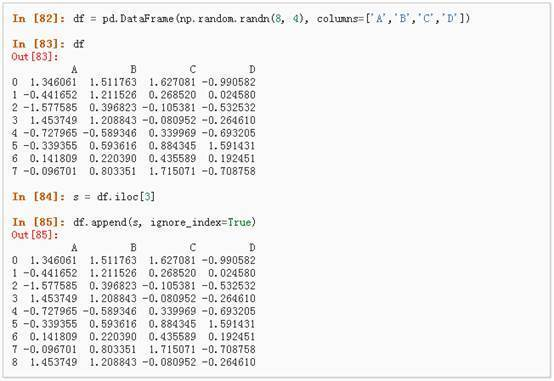 In [82]: df = pd.DataFrame(np.random.randn(8, 4), columns=['A','B','C','D'])
In [83]: df
Out[83]:
A B C D
0 1.346061 1.511763 1.627081 -0.990582
1 -0.441652 1.211526 0.268520 0.024580
2 -1.577585 0.396823 -0.105381 -0.532532
3 1.453749 1.208843 -0.080952 -0.264610
4 -0.727965 -0.589346 0.339969 -0.693205
5 -0.339355 0.593616 0.884345 1.591431
6 0.141809 0.220390 0.435589 0.192451
7 -0.096701 0.803351 1.715071 -0.708758
In [84]: s = df.iloc[3]
In [85]: df.append(s, ignore_index=True)
Out[85]:
A B C D
0 1.346061 1.511763 1.627081 -0.990582
1 -0.441652 1.211526 0.268520 0.024580
2 -1.577585 0.396823 -0.105381 -0.532532
3 1.453749 1.208843 -0.080952 -0.264610
4 -0.727965 -0.589346 0.339969 -0.693205
5 -0.339355 0.593616 0.884345 1.591431
6 0.141809 0.220390 0.435589 0.192451
7 -0.096701 0.803351 1.715071 -0.708758
8 1.453749 1.208843 -0.080952 -0.264610